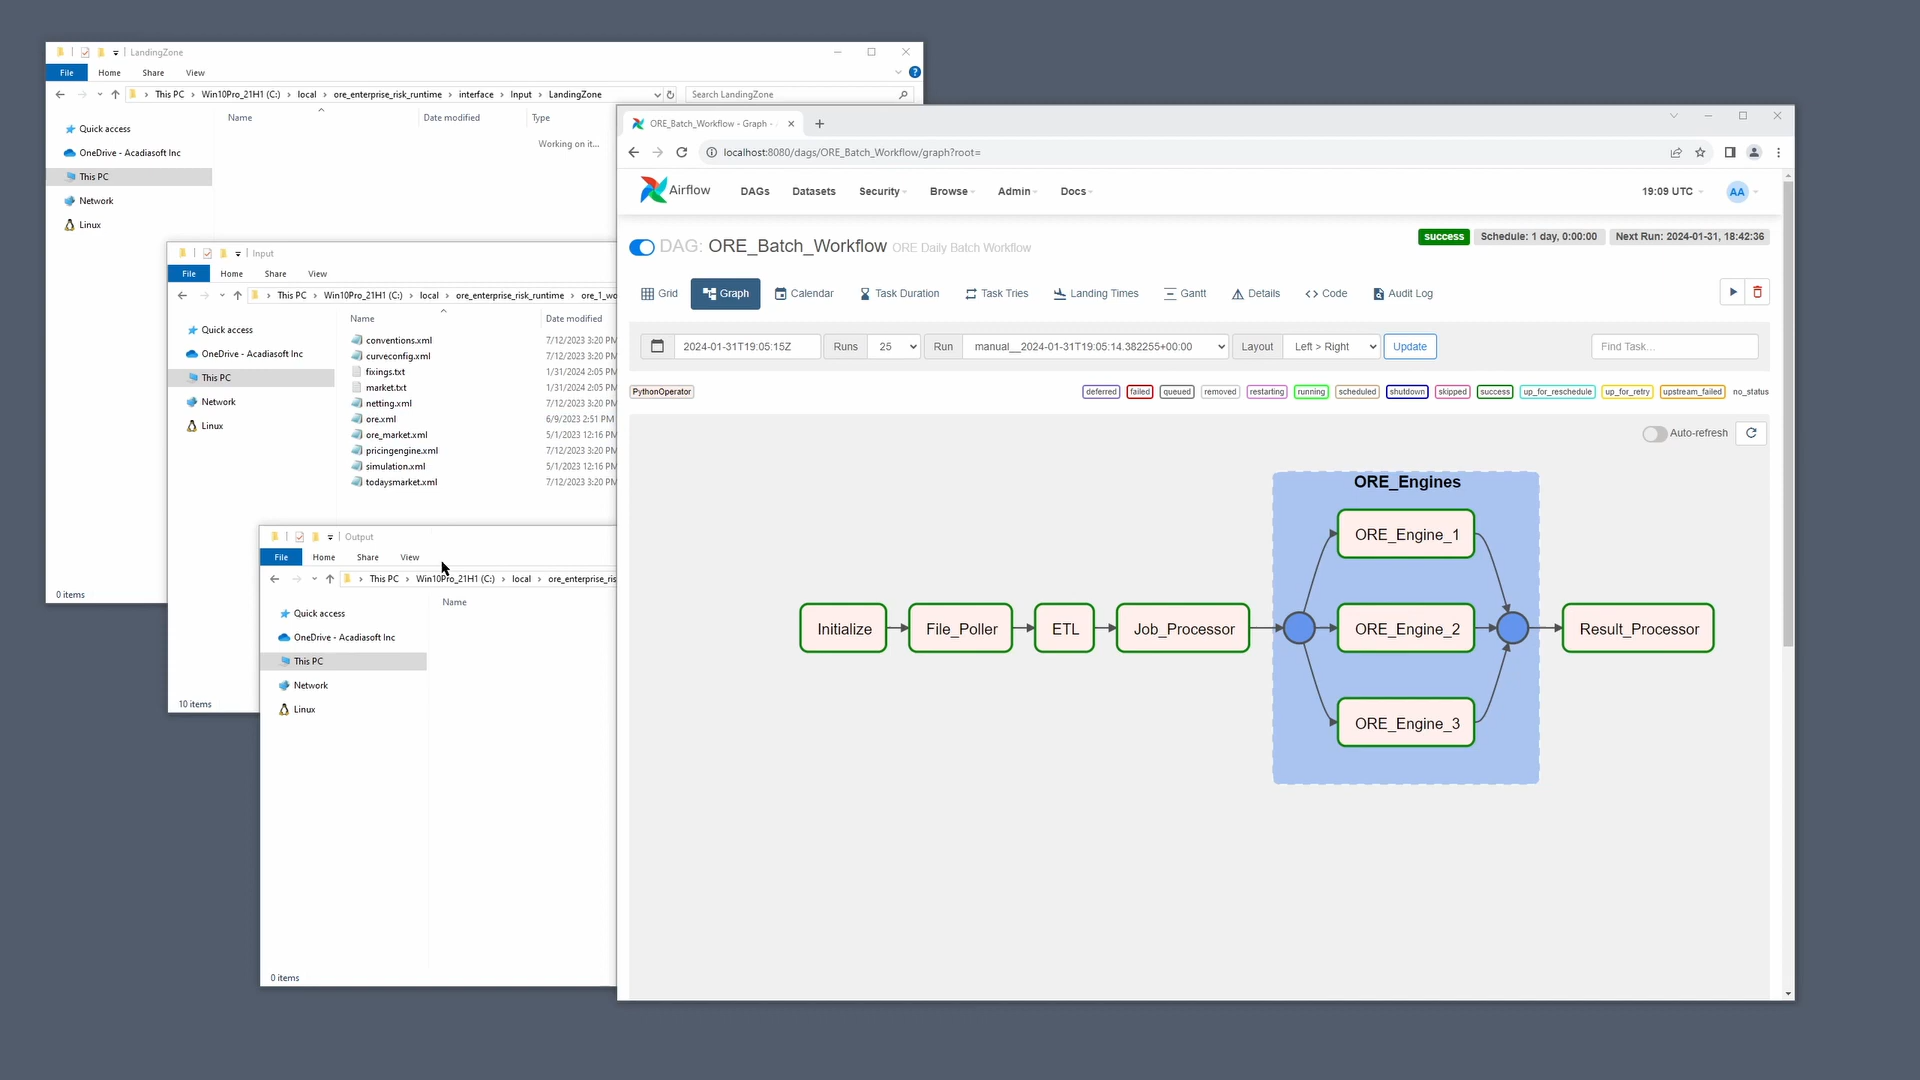 LandingZone
File Home Share View
This PC Win10Pro_21H1 (C:) local ore_enterprise_risk_runtime interface Input LandingZone
Search LandingZone
Name Date modified Type
Working on it...
Quick access
OneDrive - Acadiasoft Inc
This PC
Network
Linux
0 items
Input
File Home Share View
This PC Win10Pro_21H1 (C:) local ore_enterprise_risk_runtime ore_1_wo
Name Date modified
Quick access
OneDrive - Acadiasoft Inc
This PC
Network
Linux
conventions.xml 7/12/2023 3:20 PM
curveconfig.xml 7/12/2023 3:20 PM
fixings.txt 1/31/2024 2:05 PM
market.txt 1/31/2024 2:05 PM
netting.xml 7/12/2023 3:20 PM
ore.xml 6/9/2023 2:51 PM
ore_market.xml 5/1/2023 12:16 PM
pricingengine.xml 7/12/2023 3:20 PM
simulation.xml 5/1/2023 12:16 PM
todaysmarket.xml 7/12/2023 3:20 PM
10 items
Output
File Home Share View
This PC Win10Pro_21H1 (C:) local ore_enterprise_ris
Name
Quick access
OneDrive - Acadiasoft Inc
This PC
Network
Linux
0 items
ORE_Batch_Workflow - Graph -
localhost:8080/dags/ORE_Batch_Workflow/graph?root=
Airflow DAGs Datasets Security Browse Admin Docs 19:09 UTC AA
DAG: ORE_Batch_Workflow ORE Daily Batch Workflow
success Schedule: 1 day, 0:00:00 Next Run: 2024-01-31, 18:42:36
Grid Graph Calendar Task Duration Task Tries Landing Times Gantt Details Code Audit Log
2024-01-31T19:05:15Z Runs 25 Run manual__2024-01-31T19:05:14.382255+00:00 Layout Left > Right Update Find Task...
PythonOperator deferred failed queued removed restarting running scheduled shutdown skipped success up_for_reschedule up_for_retry upstream_failed no_status
Auto-refresh
ORE_Engines
ORE_Engine_1
Initialize File_Poller ETL Job_Processor ORE_Engine_2 Result_Processor
ORE_Engine_3